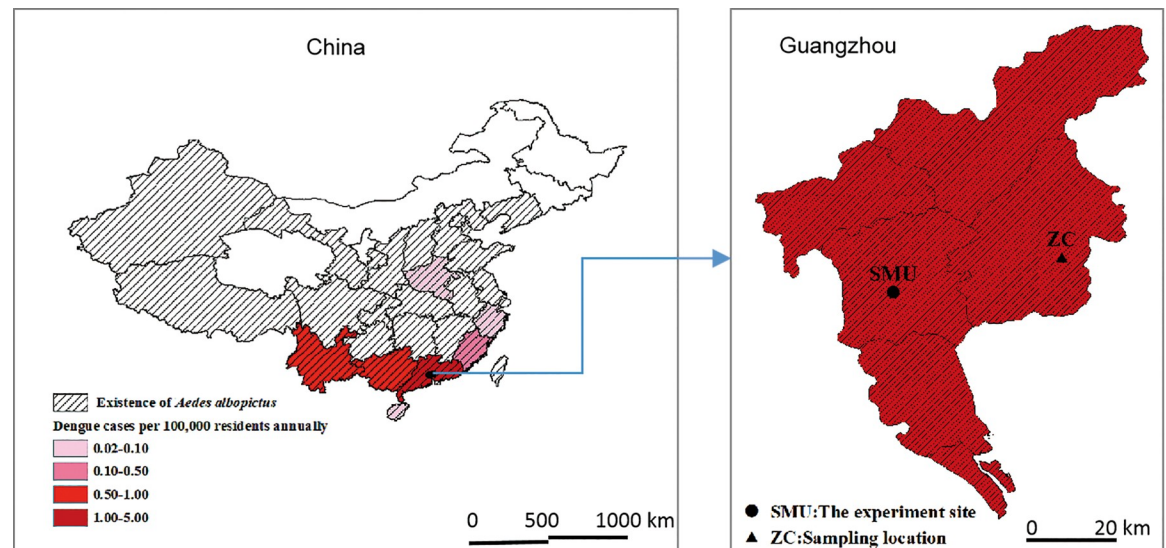 China
Existence of Aedes albopictus
Dengue cases per 100,000 residents annually
0.02-0.10
0.10-0.50
0.50-1.00
1.00-5.00
0 500 1000 km
Guangzhou
ZC
SMU
SMU:The experiment site
ZC:Sampling location
0 20 km